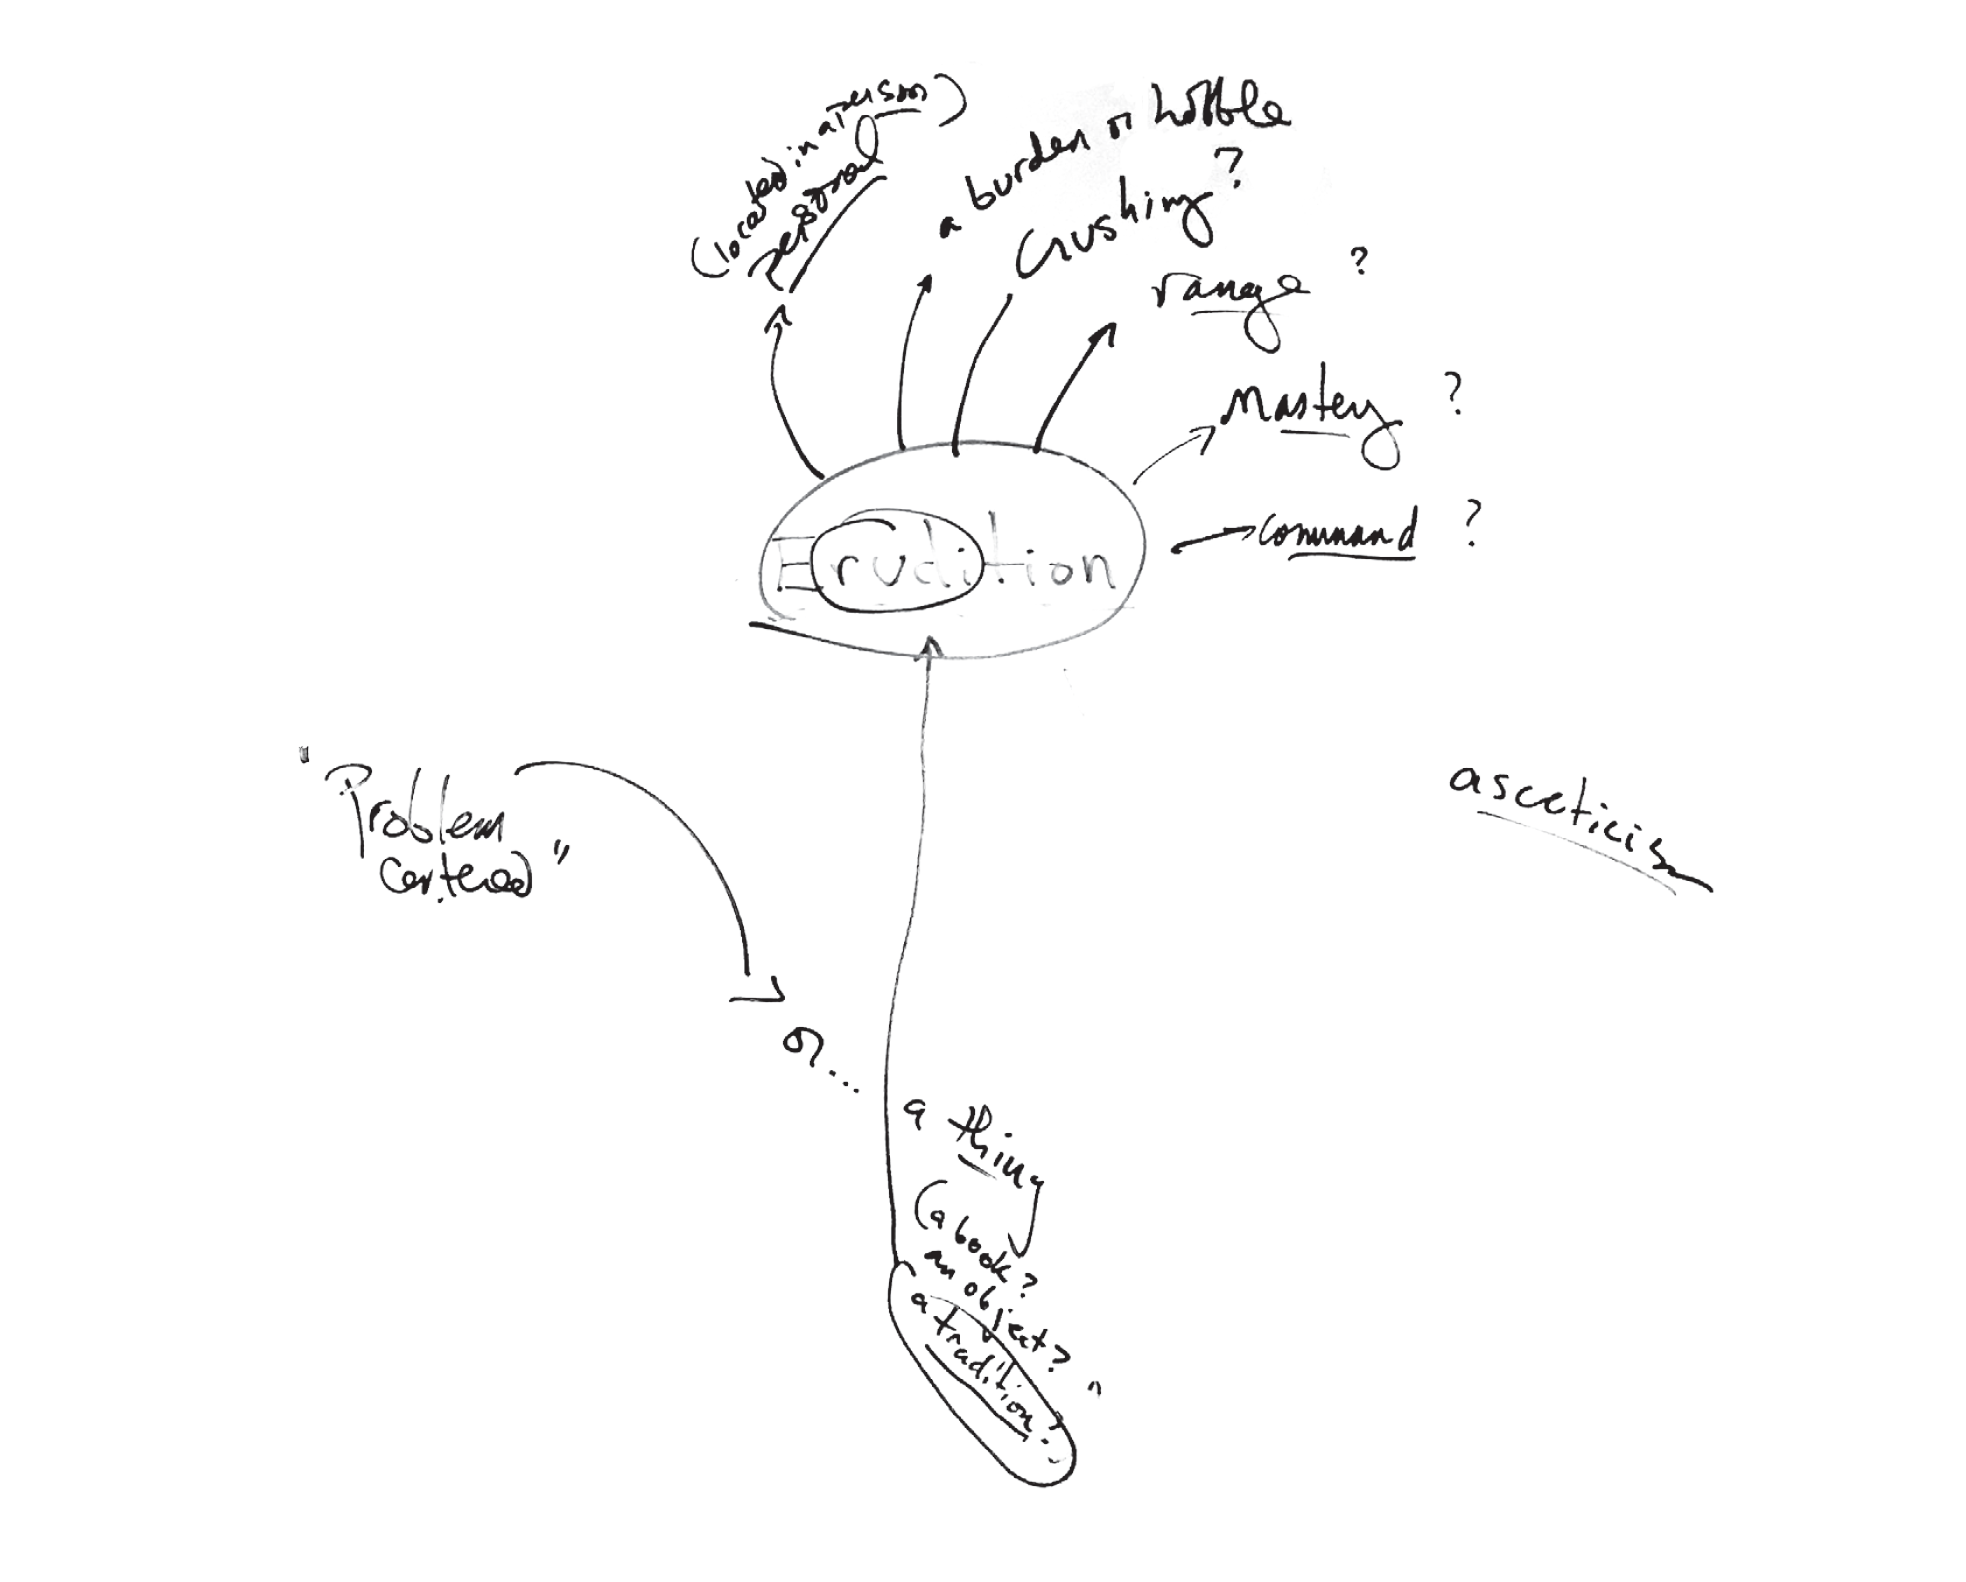 (located in a person)
personal
a burden or hobble
Crushing?
range ?
Mastery ?
Command ?
Erudition
"Problem
Centered"
asceticism
or...
a thing
(a book?
an object?
a tradition?